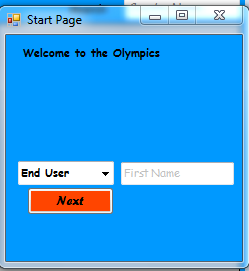 Start Page
Welcome to the Olympics
End User
First Name
Next